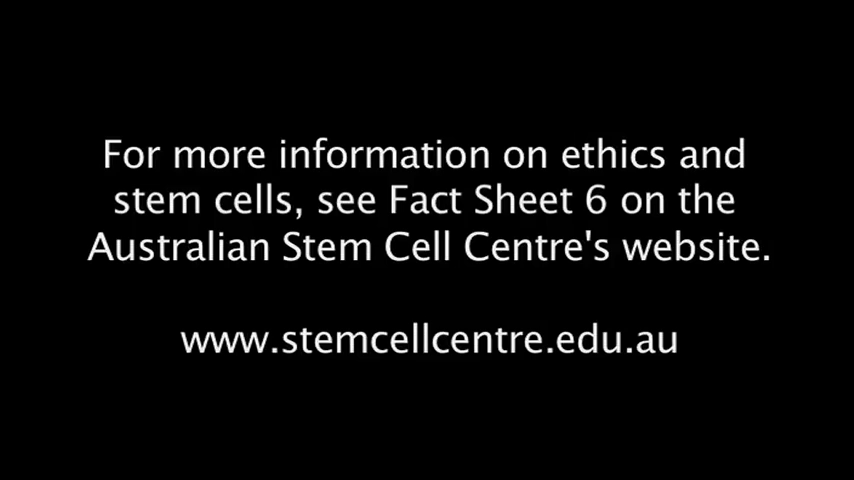 For more information on ethics and
stem cells, see Fact Sheet 6 on the
Australian Stem Cell Centre's website.
www.stemcellcentre.edu.au